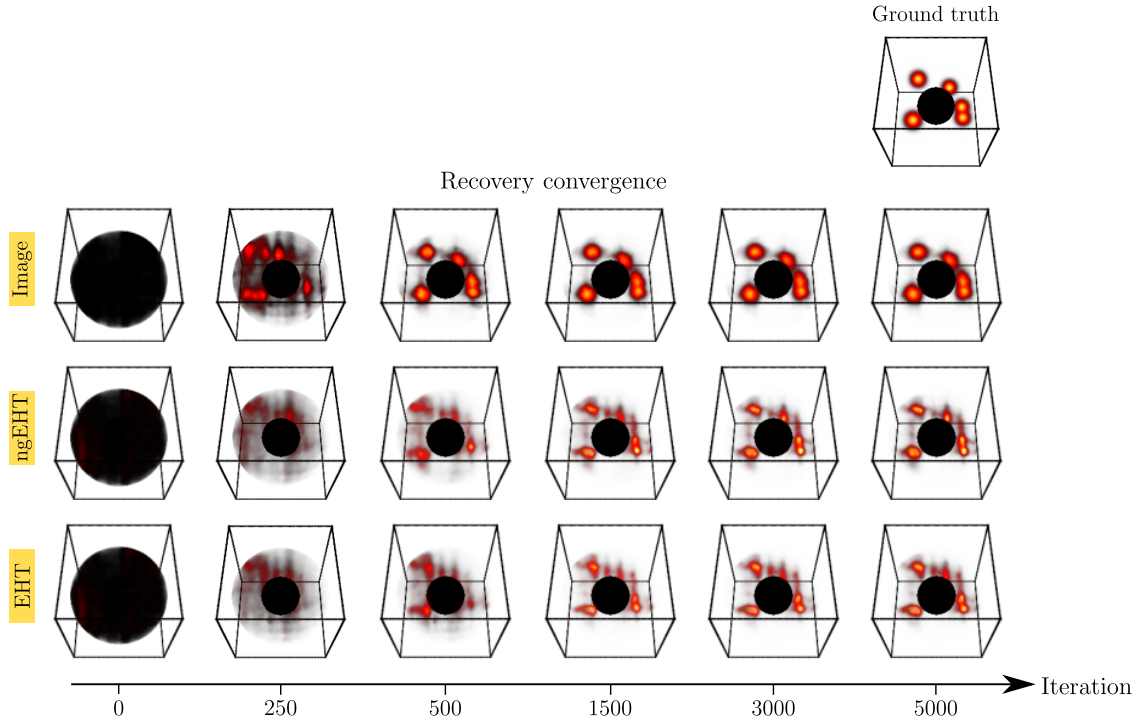 Ground truth
Recovery convergence
Image
ngEHT
EHT
Iteration
0 250 500 1500 3000 5000